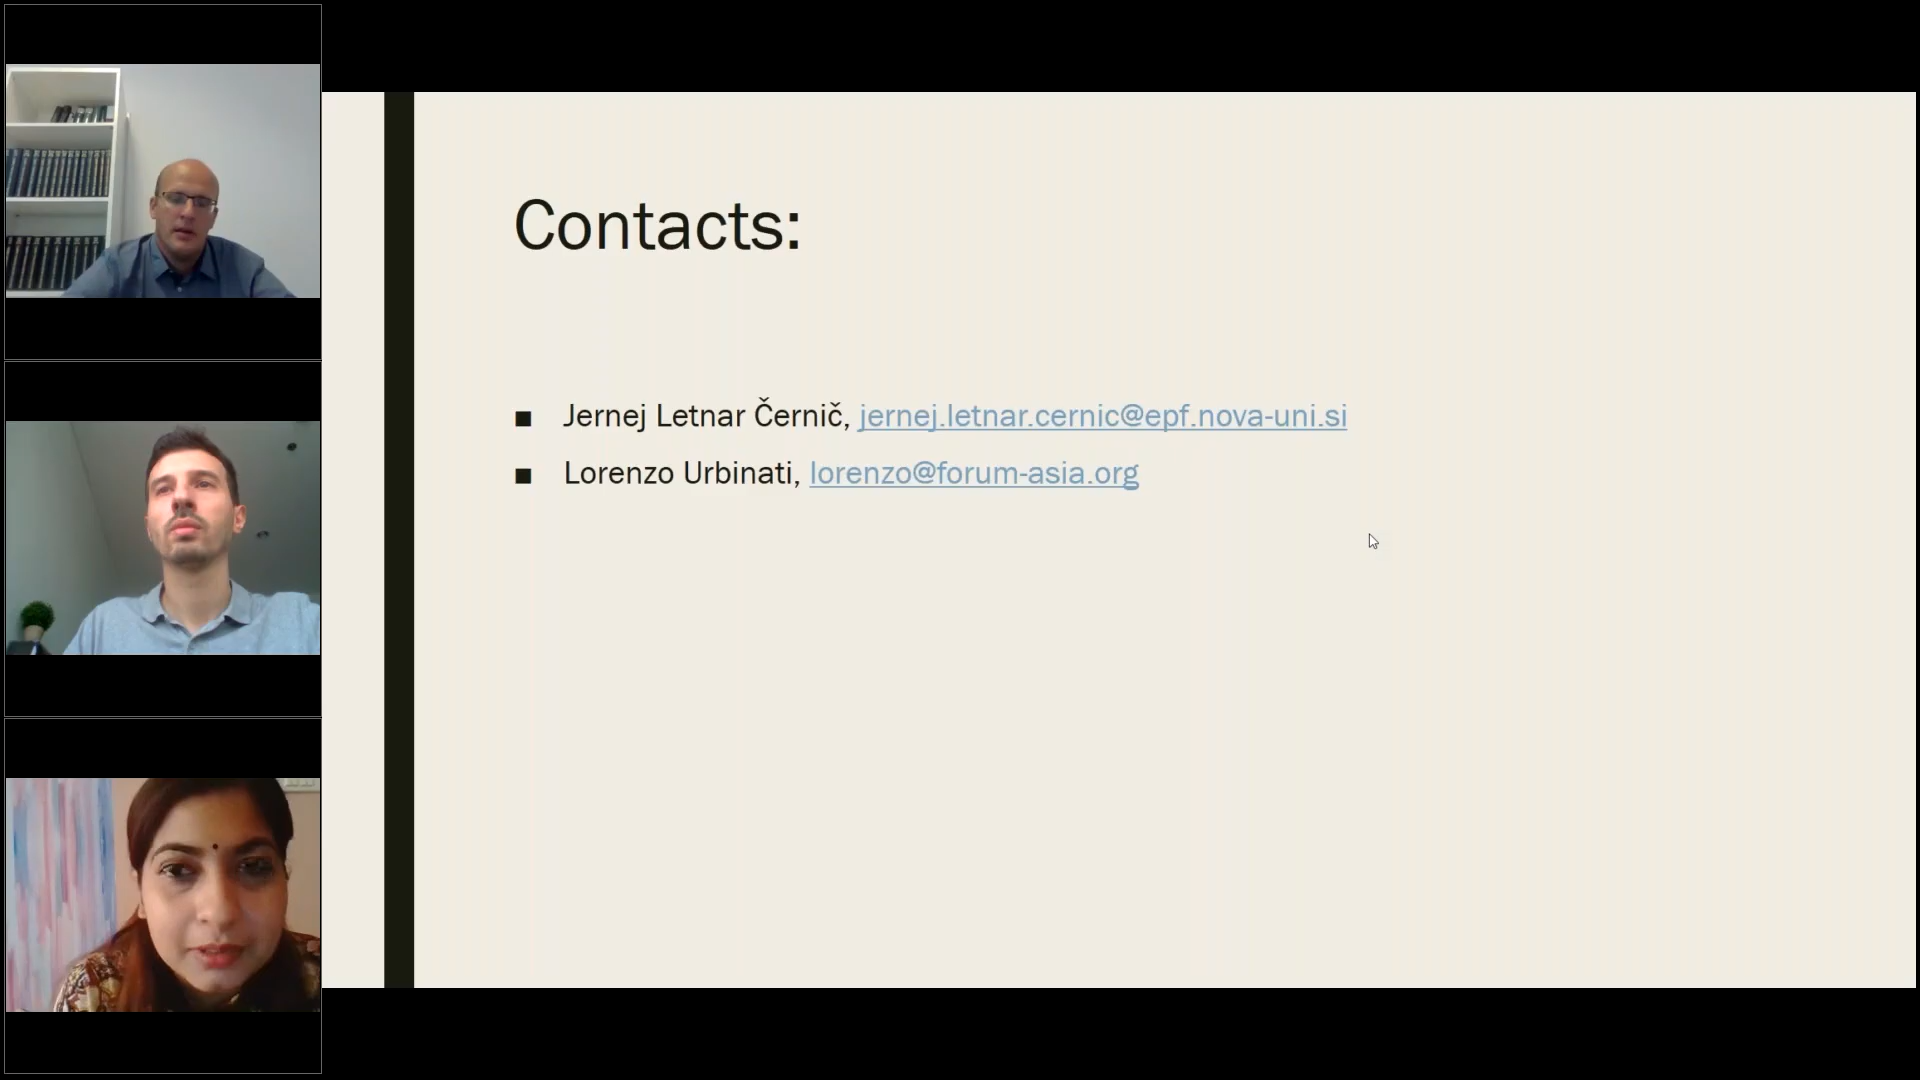 Contacts:
■ Jernej Letnar Černič, jernej.letnar.cernic@epf.nova-uni.si
■ Lorenzo Urbinati, lorenzo@forum-asia.org